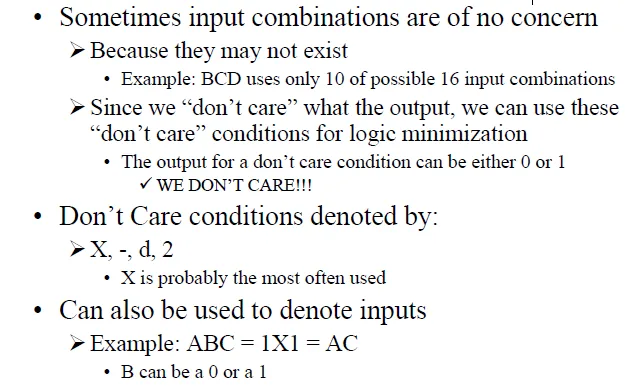 • Sometimes input combinations are of no concern
➤ Because they may not exist
• Example: BCD uses only 10 of possible 16 input combinations
➤ Since we “don’t care” what the output, we can use these
“don’t care” conditions for logic minimization
• The output for a don’t care condition can be either 0 or 1
✓ WE DON’T CARE!!!
• Don’t Care conditions denoted by:
➤ X, -, d, 2
• X is probably the most often used
• Can also be used to denote inputs
➤ Example: ABC = 1X1 = AC
• B can be a 0 or a 1